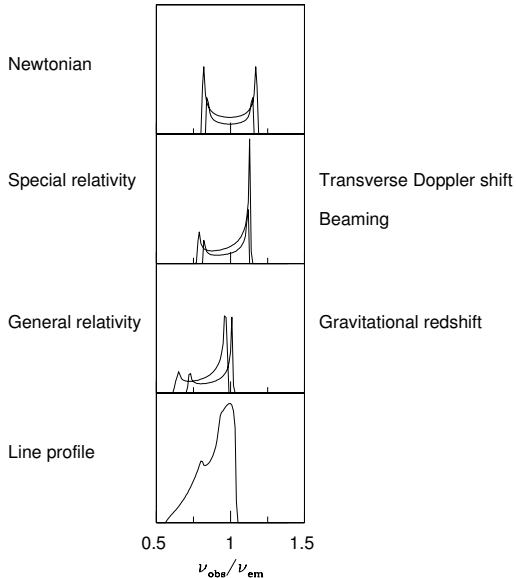 Newtonian
Special relativity
Transverse Doppler shift
Beaming
General relativity
Gravitational redshift
Line profile
0.5 1 1.5
ν_obs/ν_em